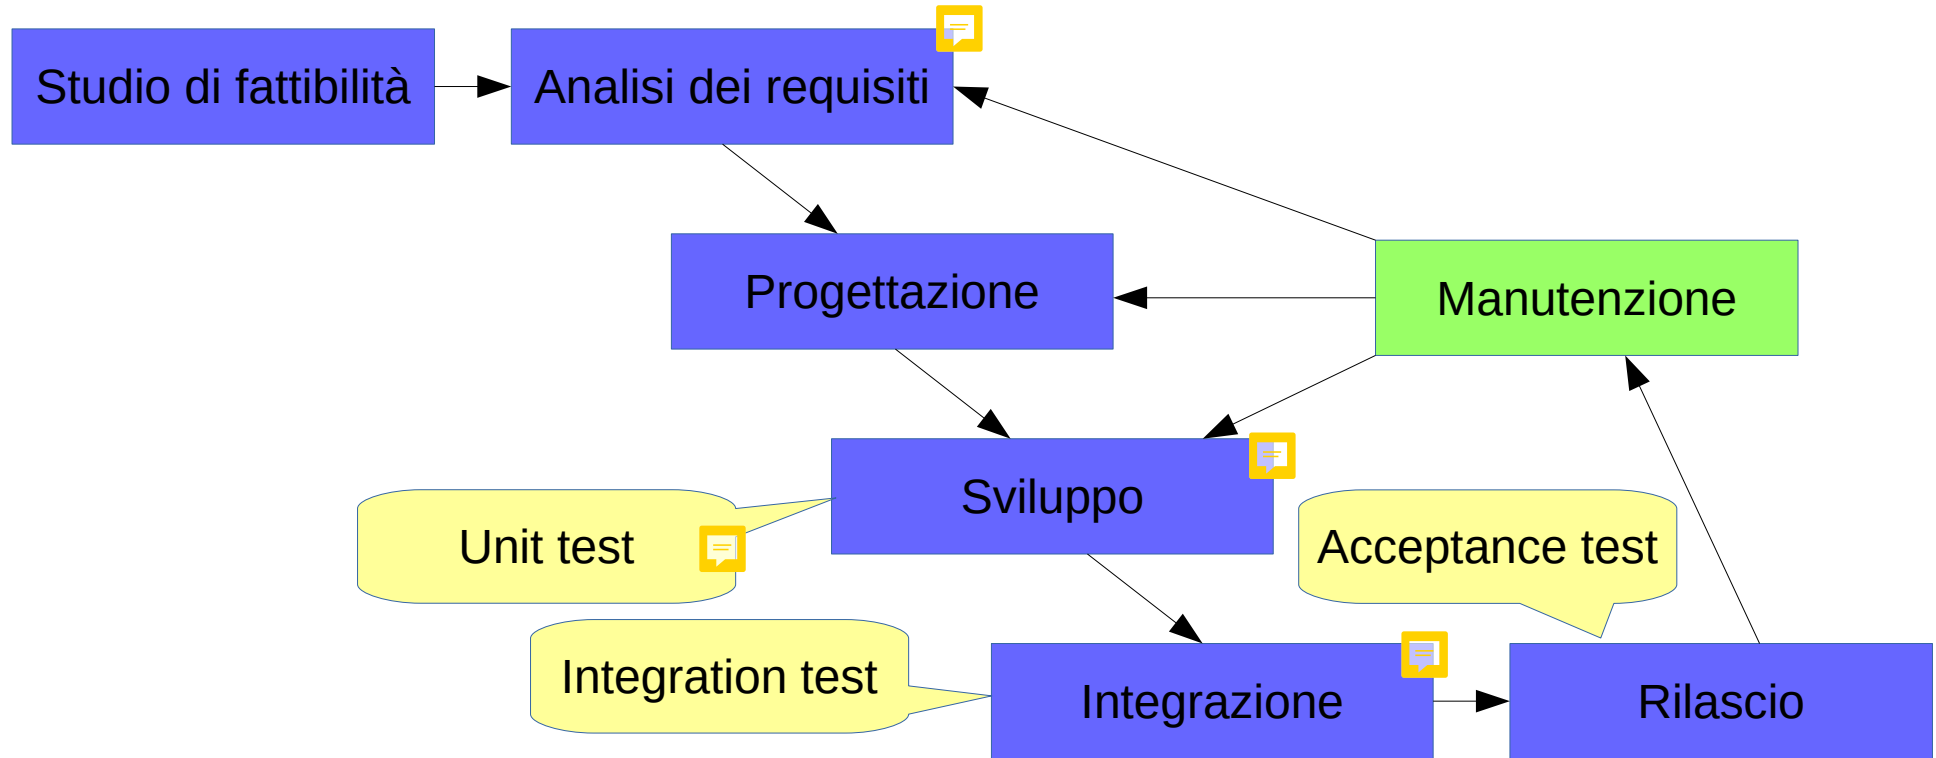 Studio di fattibilità
Analisi dei requisiti
Progettazione
Manutenzione
Sviluppo
Unit test
Acceptance test
Integration test
Integrazione
Rilascio